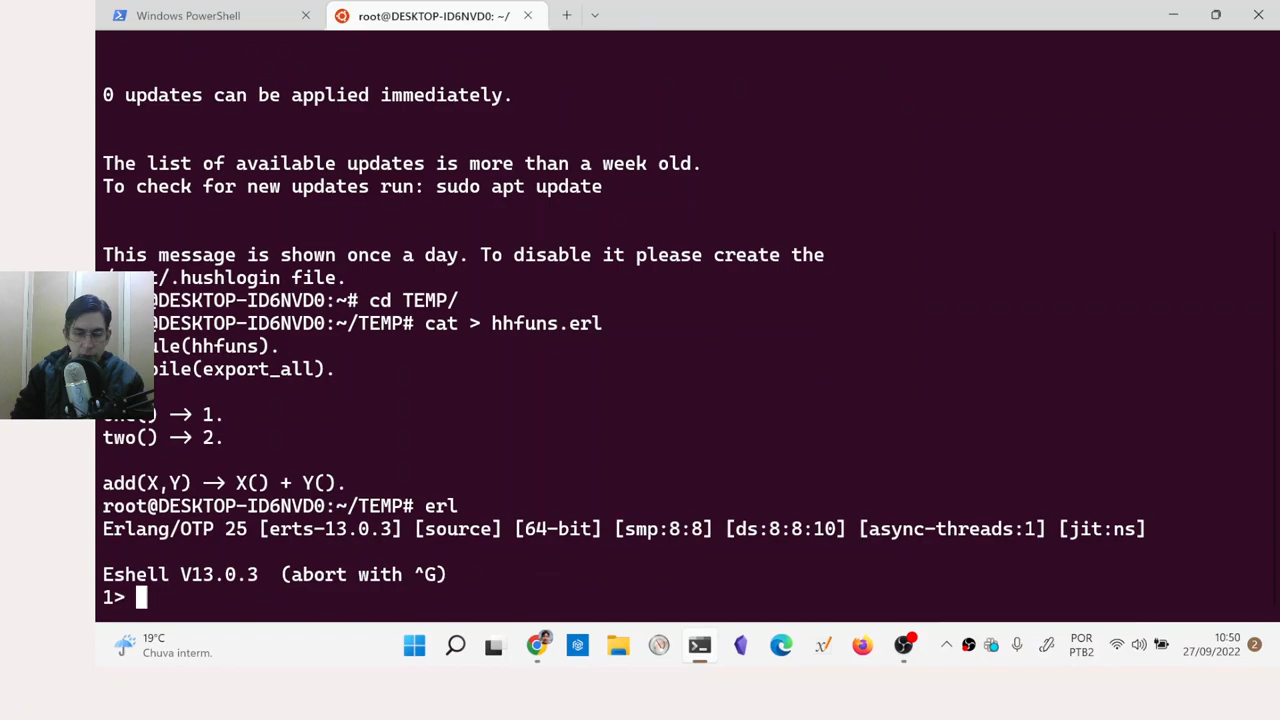 Windows PowerShell
root@DESKTOP-ID6NVD0: ~/
0 updates can be applied immediately.
The list of available updates is more than a week old.
To check for new updates run: sudo apt update
This message is shown once a day. To disable it please create the
/.hushlogin file.
@DESKTOP-ID6NVD0:~# cd TEMP/
@DESKTOP-ID6NVD0:~/TEMP# cat > hhfuns.erl
ule(hhfuns).
pile(export_all).
one() -> 1.
two() -> 2.
add(X,Y) -> X() + Y().
root@DESKTOP-ID6NVD0:~/TEMP# erl
Erlang/OTP 25 [erts-13.0.3] [source] [64-bit] [smp:8:8] [ds:8:8:10] [async-threads:1] [jit:ns]
Eshell V13.0.3  (abort with ^G)
1>
19°C
Chuva interm.
POR
PTB2
10:50
27/09/2022
2